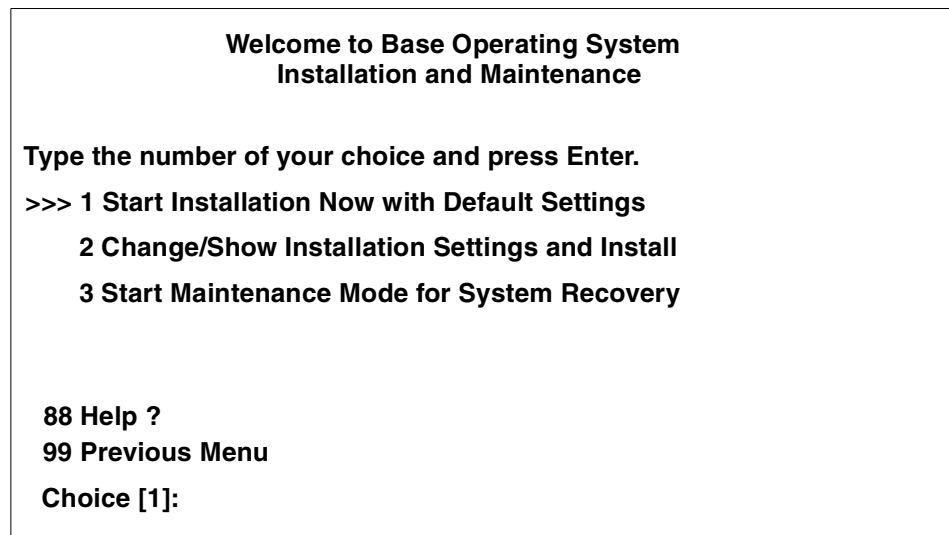 Welcome to Base Operating System
Installation and Maintenance
Type the number of your choice and press Enter.
>>> 1 Start Installation Now with Default Settings
2 Change/Show Installation Settings and Install
3 Start Maintenance Mode for System Recovery
88 Help ?
99 Previous Menu
Choice [1]: